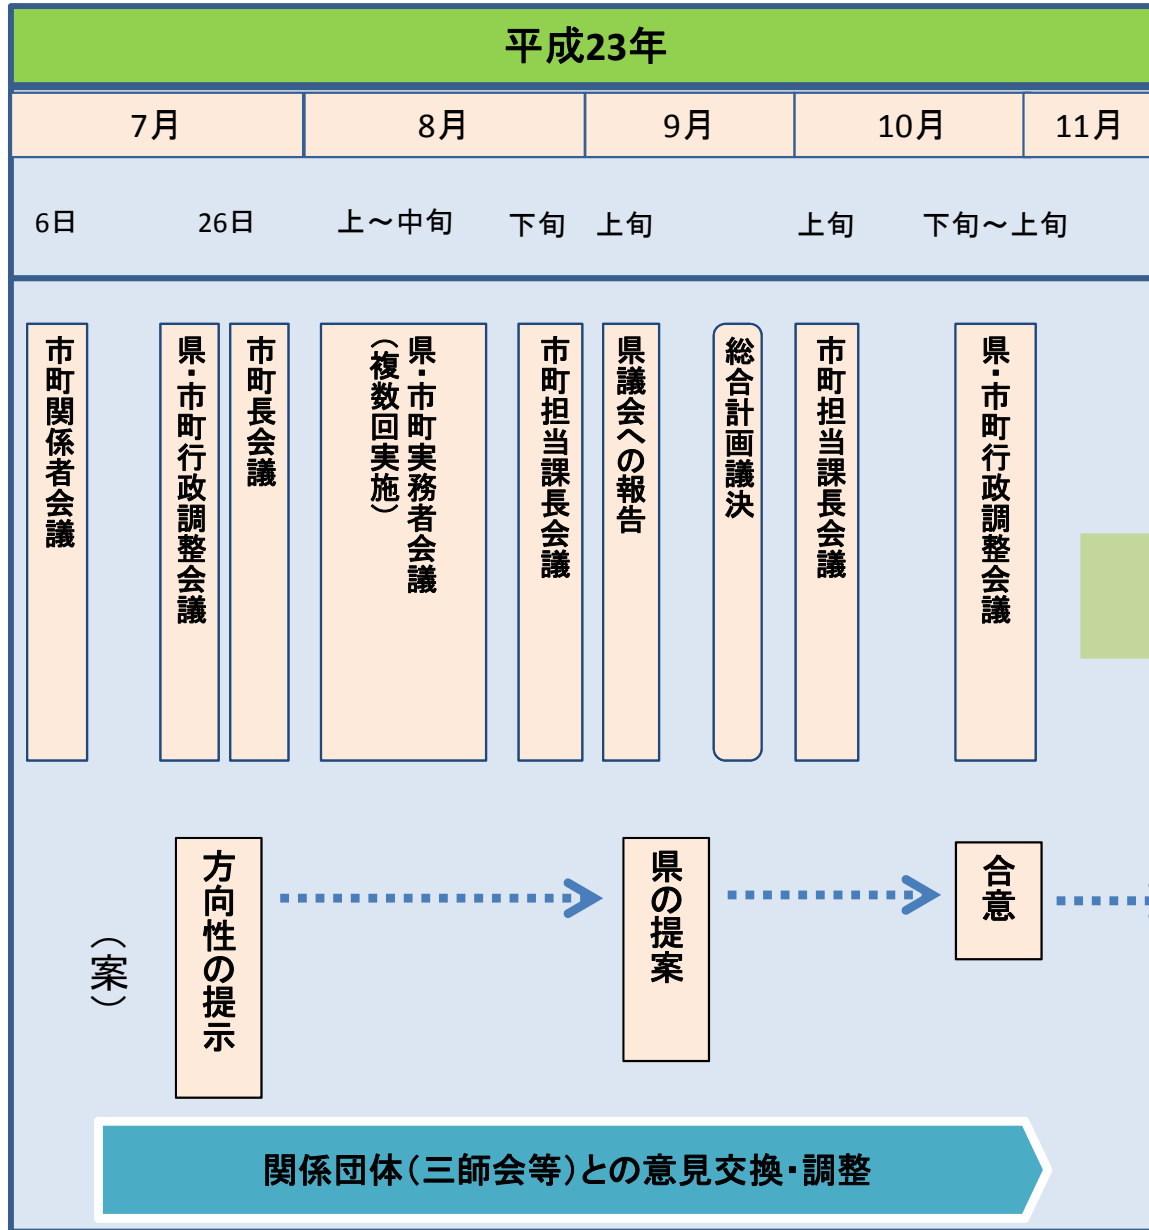 平成23年
7月
8月
9月
10月
11月
6日
26日
上～中旬
下旬
上旬
上旬
下旬～上旬
市町関係者会議
県・市町行政調整会議
市町長会議
県・市町実務者会議
（複数回実施）
市町担当課長会議
県議会への報告
総合計画議決
市町担当課長会議
県・市町行政調整会議
（案）
方向性の提示
県の提案
合意
関係団体（三師会等）との意見交換・調整